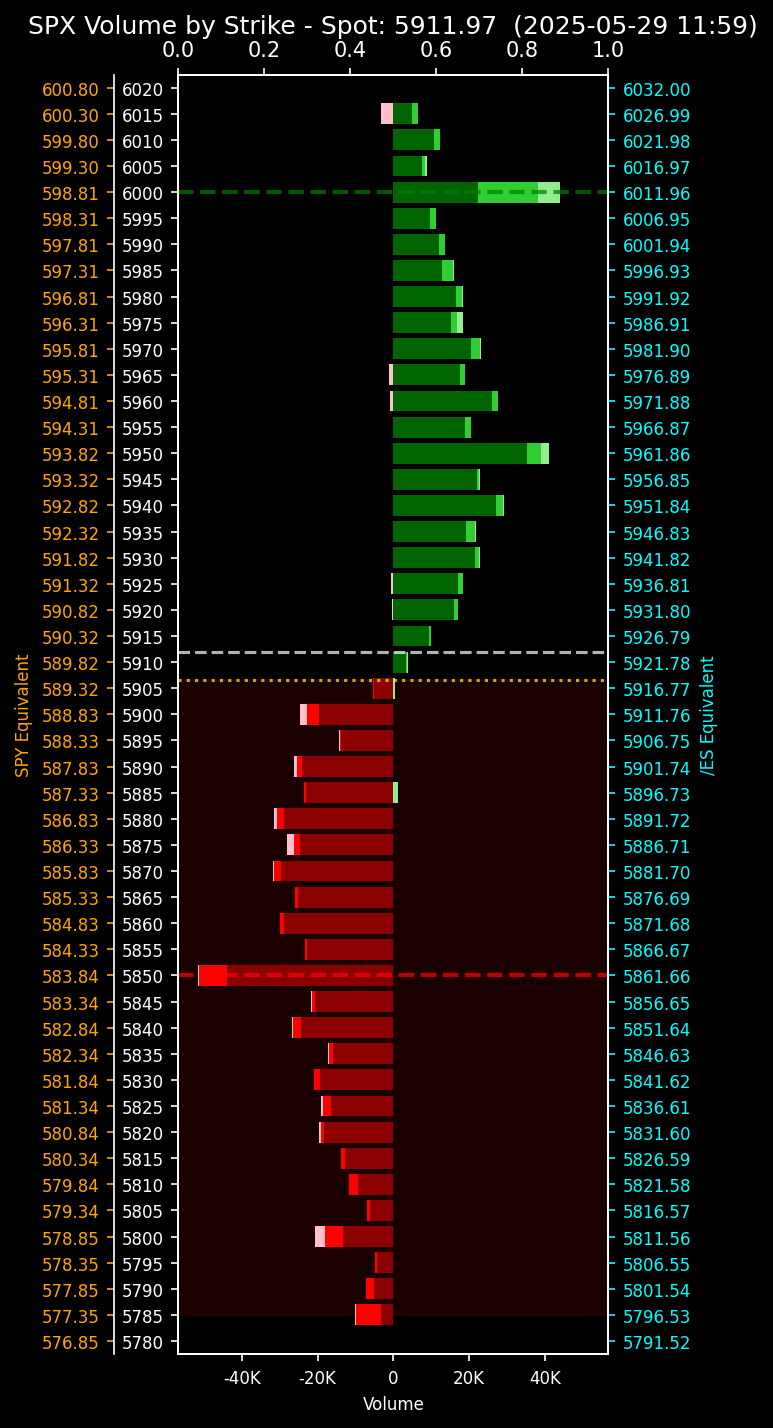 SPX Volume by Strike - Spot: 5911.97 (2025-05-29 11:59)
0.0 0.2 0.4 0.6 0.8 1.0
600.80 6020 6032.00
600.30 6015 6026.99
599.80 6010 6021.98
599.30 6005 6016.97
598.81 6000 6011.96
598.31 5995 6006.95
597.81 5990 6001.94
597.31 5985 5996.93
596.81 5980 5991.92
596.31 5975 5986.91
595.81 5970 5981.90
595.31 5965 5976.89
594.81 5960 5971.88
594.31 5955 5966.87
593.82 5950 5961.86
593.32 5945 5956.85
592.82 5940 5951.84
592.32 5935 5946.83
591.82 5930 5941.82
591.32 5925 5936.81
590.82 5920 5931.80
590.32 5915 5926.79
589.82 5910 5921.78
589.32 5905 5916.77
588.83 5900 5911.76
588.33 5895 5906.75
587.83 5890 5901.74
587.33 5885 5896.73
586.83 5880 5891.72
586.33 5875 5886.71
585.83 5870 5881.70
585.33 5865 5876.69
584.83 5860 5871.68
584.33 5855 5866.67
583.84 5850 5861.66
583.34 5845 5856.65
582.84 5840 5851.64
582.34 5835 5846.63
581.84 5830 5841.62
581.34 5825 5836.61
580.84 5820 5831.60
580.34 5815 5826.59
579.84 5810 5821.58
579.34 5805 5816.57
578.85 5800 5811.56
578.35 5795 5806.55
577.85 5790 5801.54
577.35 5785 5796.53
576.85 5780 5791.52
SPY Equivalent
/ES Equivalent
-40K -20K 0 20K 40K
Volume